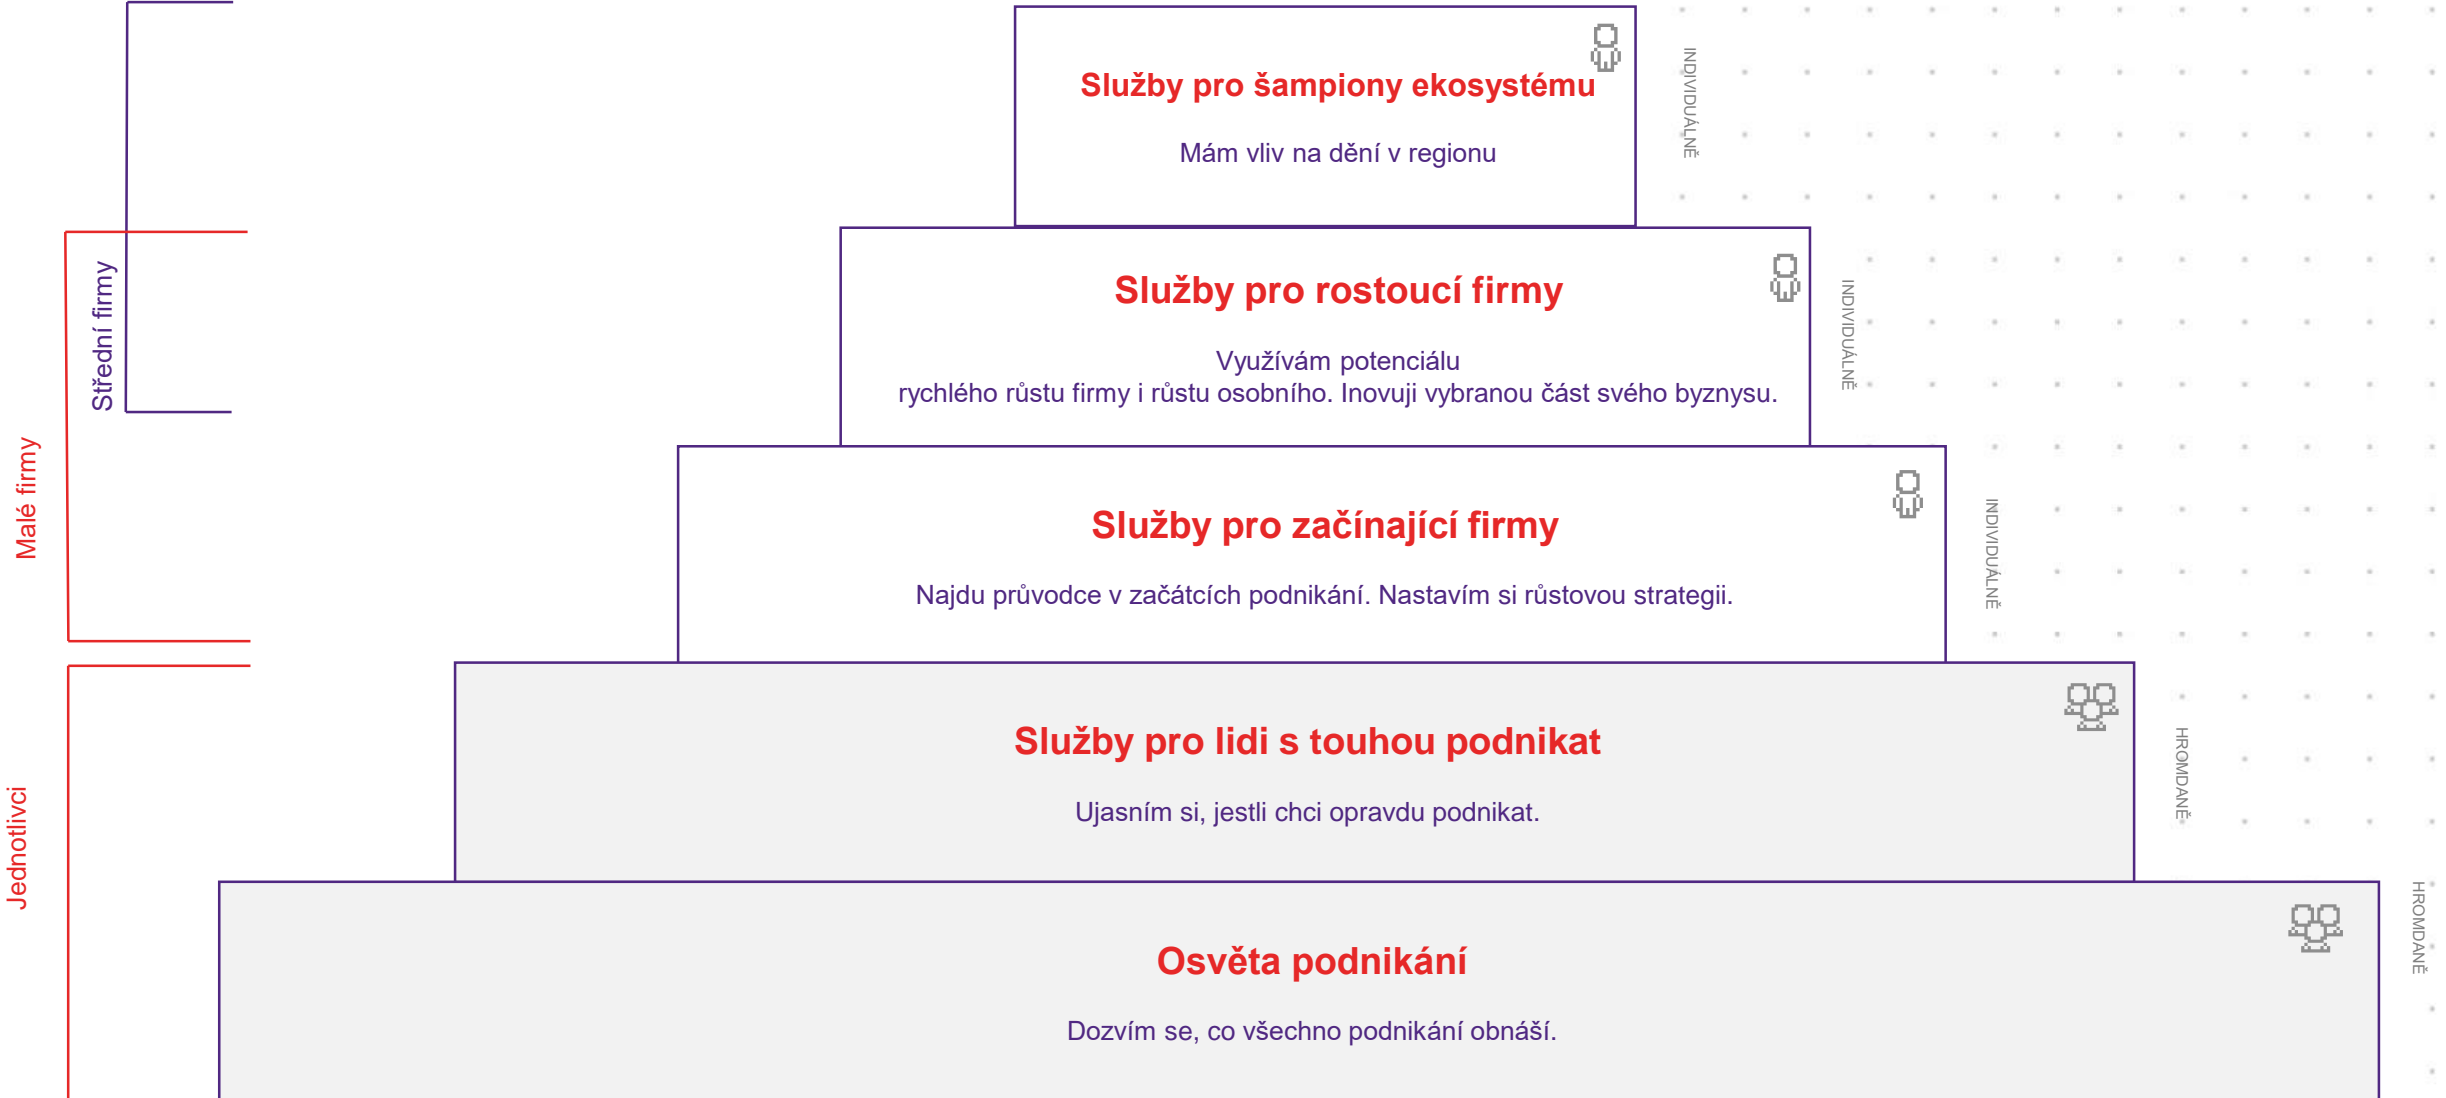 Služby pro šampiony ekosystému
Mám vliv na dění v regionu
INDIVIDUÁLNĚ
Střední firmy
Služby pro rostoucí firmy
Využívám potenciálu
rychlého růstu firmy i růstu osobního. Inovuji vybranou část svého byznysu.
INDIVIDUÁLNĚ
Malé firmy
Služby pro začínající firmy
Najdu průvodce v začátcích podnikání. Nastavím si růstovou strategii.
INDIVIDUÁLNĚ
Jednotlivci
Služby pro lidi s touhou podnikat
Ujasním si, jestli chci opravdu podnikat.
HROMDANĚ
Osvěta podnikání
Dozvím se, co všechno podnikání obnáší.
HROMDANĚ